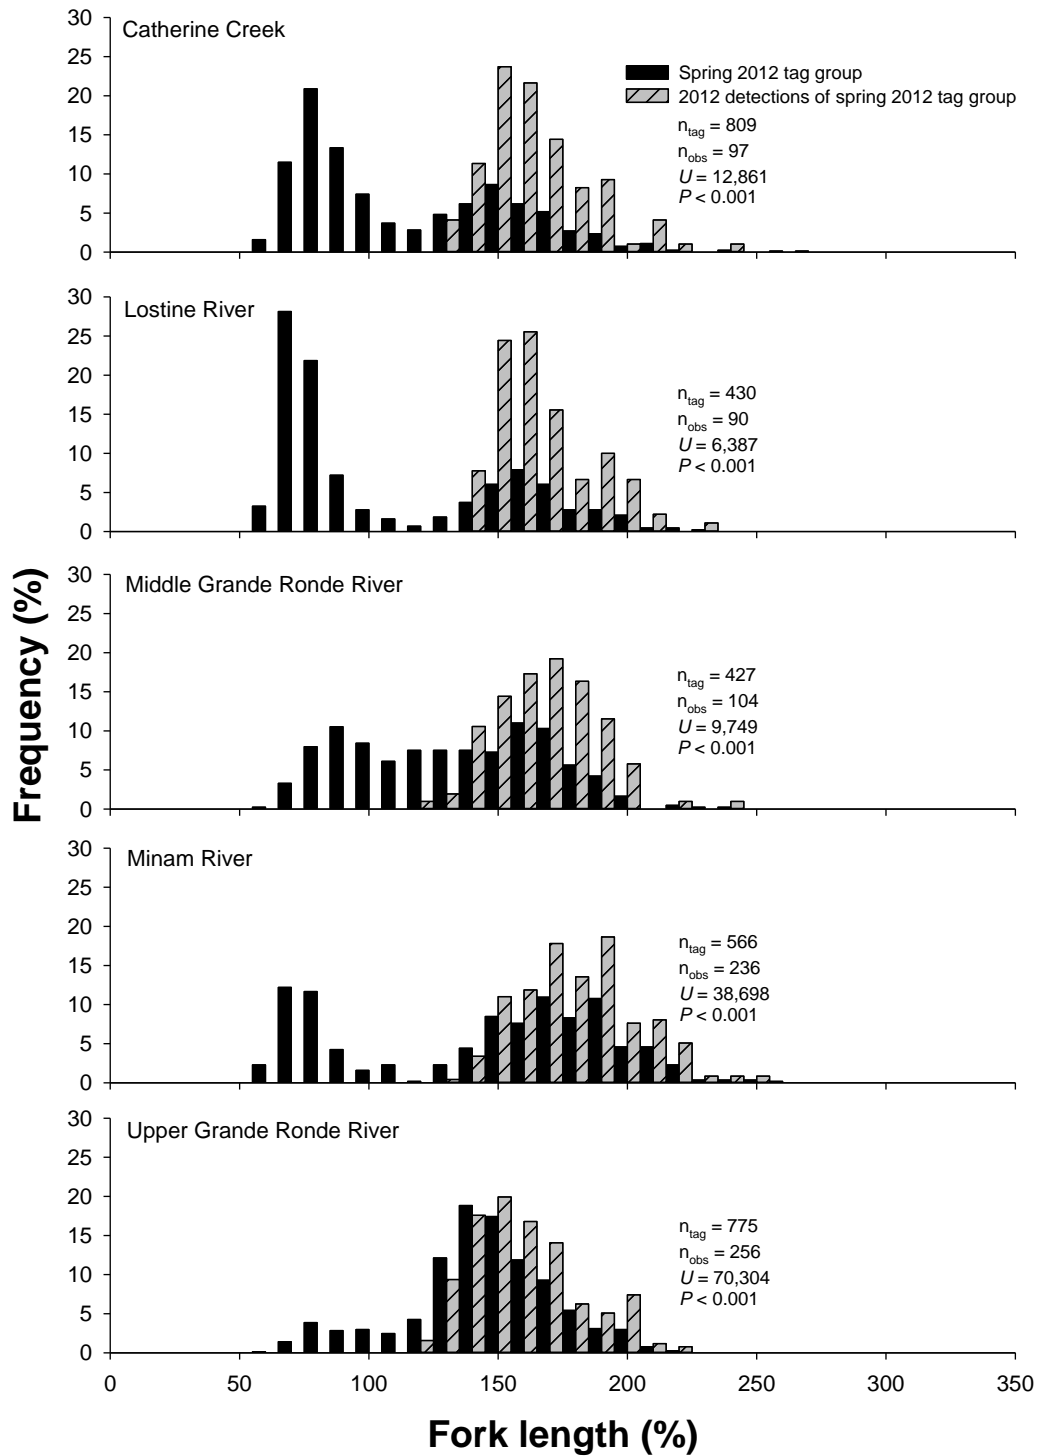 Catherine Creek
Spring 2012 tag group
2012 detections of spring 2012 tag group
n_tag = 809
n_obs = 97
U = 12,861
P < 0.001
30
25
20
15
10
5
0
Lostine River
n_tag = 430
n_obs = 90
U = 6,387
P < 0.001
30
25
20
15
10
5
0
Middle Grande Ronde River
n_tag = 427
n_obs = 104
U = 9,749
P < 0.001
30
25
20
15
10
5
0
Minam River
n_tag = 566
n_obs = 236
U = 38,698
P < 0.001
30
25
20
15
10
5
0
Upper Grande Ronde River
n_tag = 775
n_obs = 256
U = 70,304
P < 0.001
30
25
20
15
10
5
0
0 50 100 150 200 250 300 350
Frequency (%)
Fork length (%)